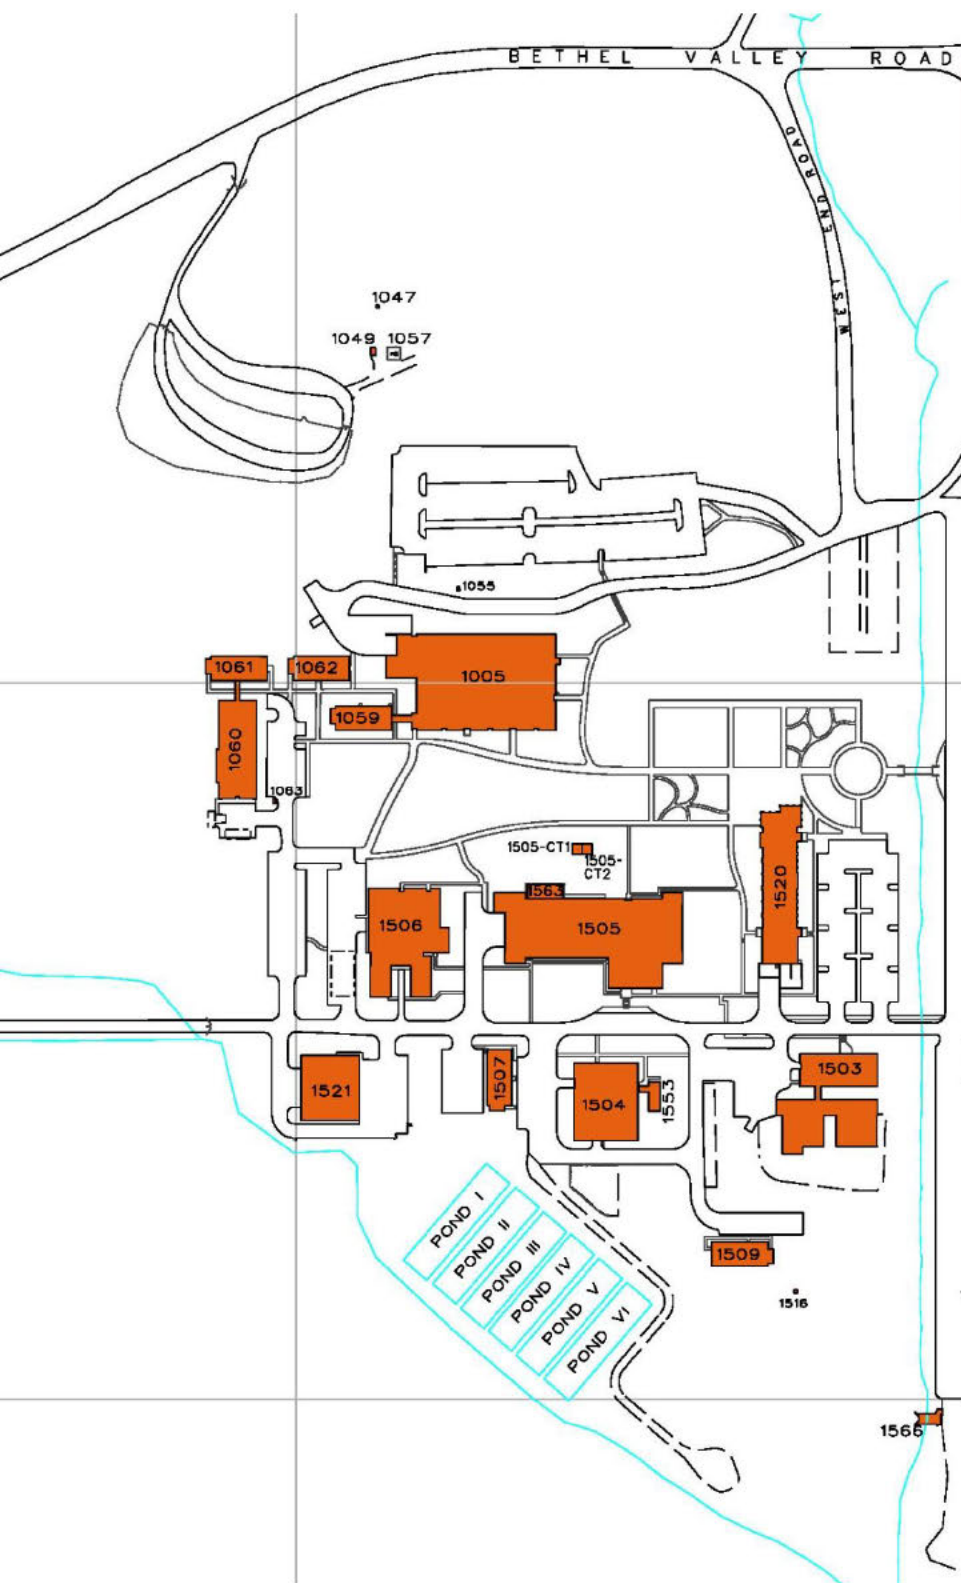 BETHEL VALLEY ROAD
WEST END ROAD
1047
1049 1057
1055
1061
1062
1005
1059
1060
1063
1505-CT1
1505-
CT2
1520
1563
1506
1505
1521
1507
1504
1553
1503
POND I
POND II
POND III
POND IV
POND V
POND VI
1509
1516
1566